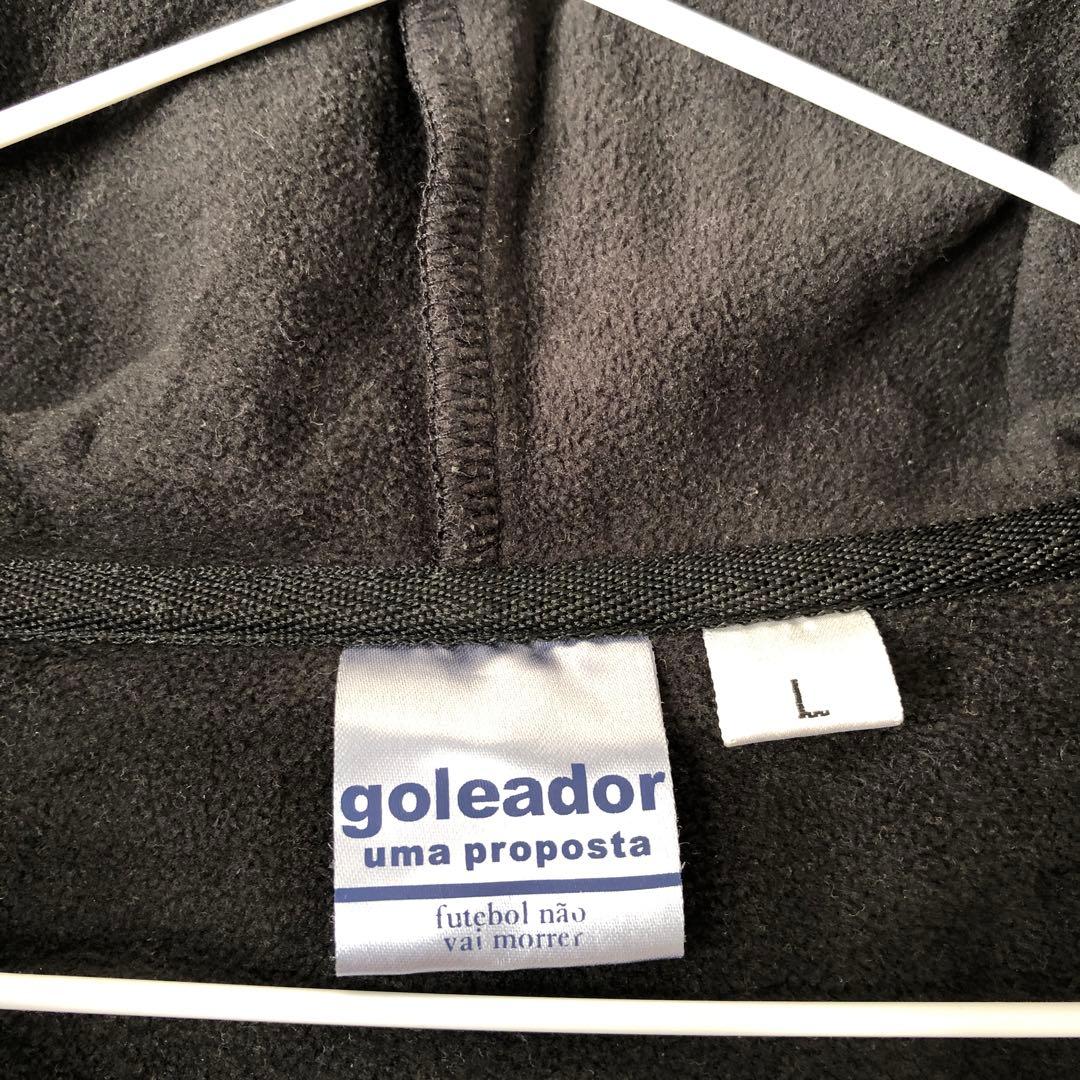 goleador
uma proposta
futebol não
vai morrer
L